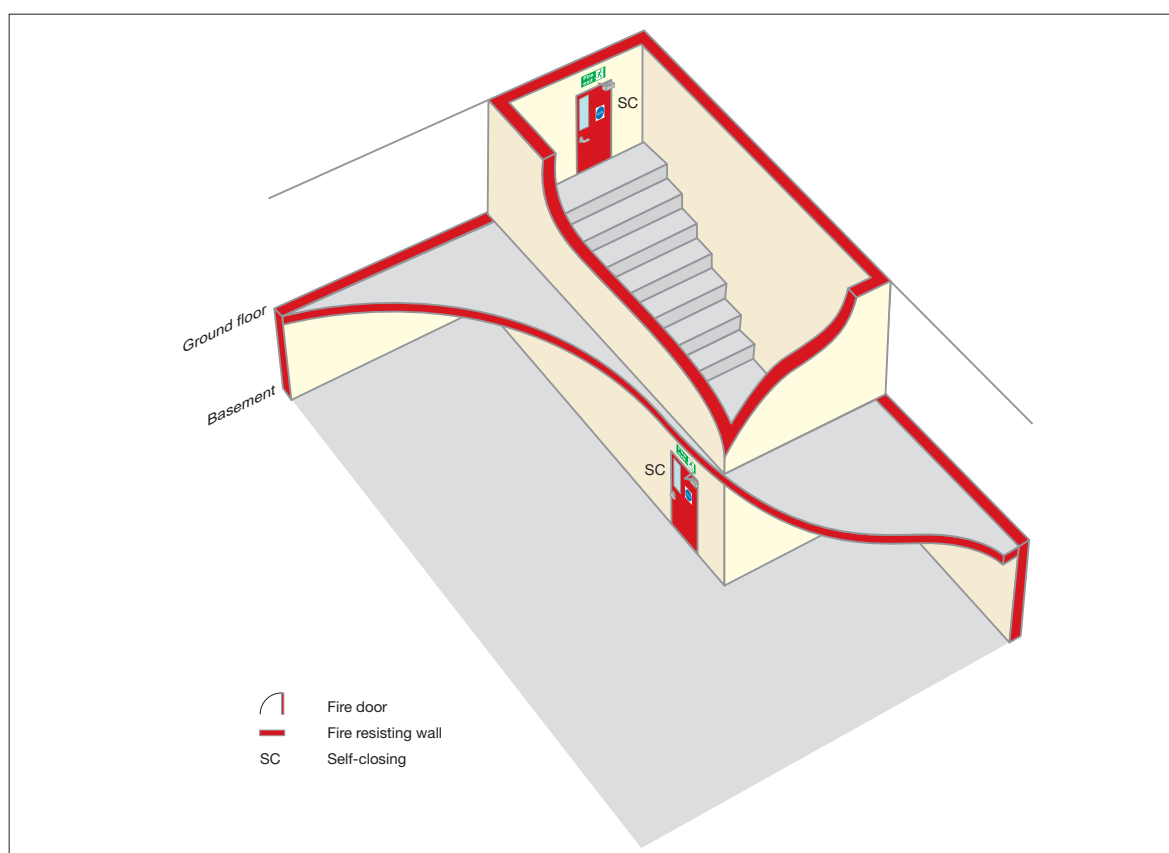 SC
Ground floor
Basement
SC
Fire door
Fire resisting wall
SC Self-closing